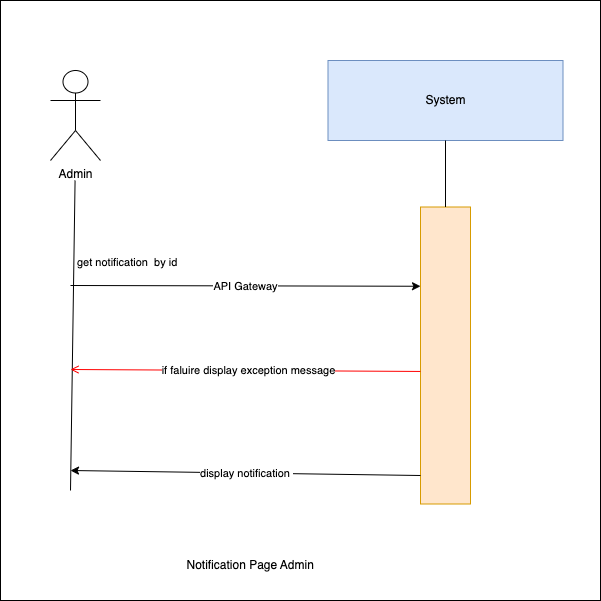 System
Admin
get notification by id
API Gateway
if faluire display exception message
display notification
Notification Page Admin